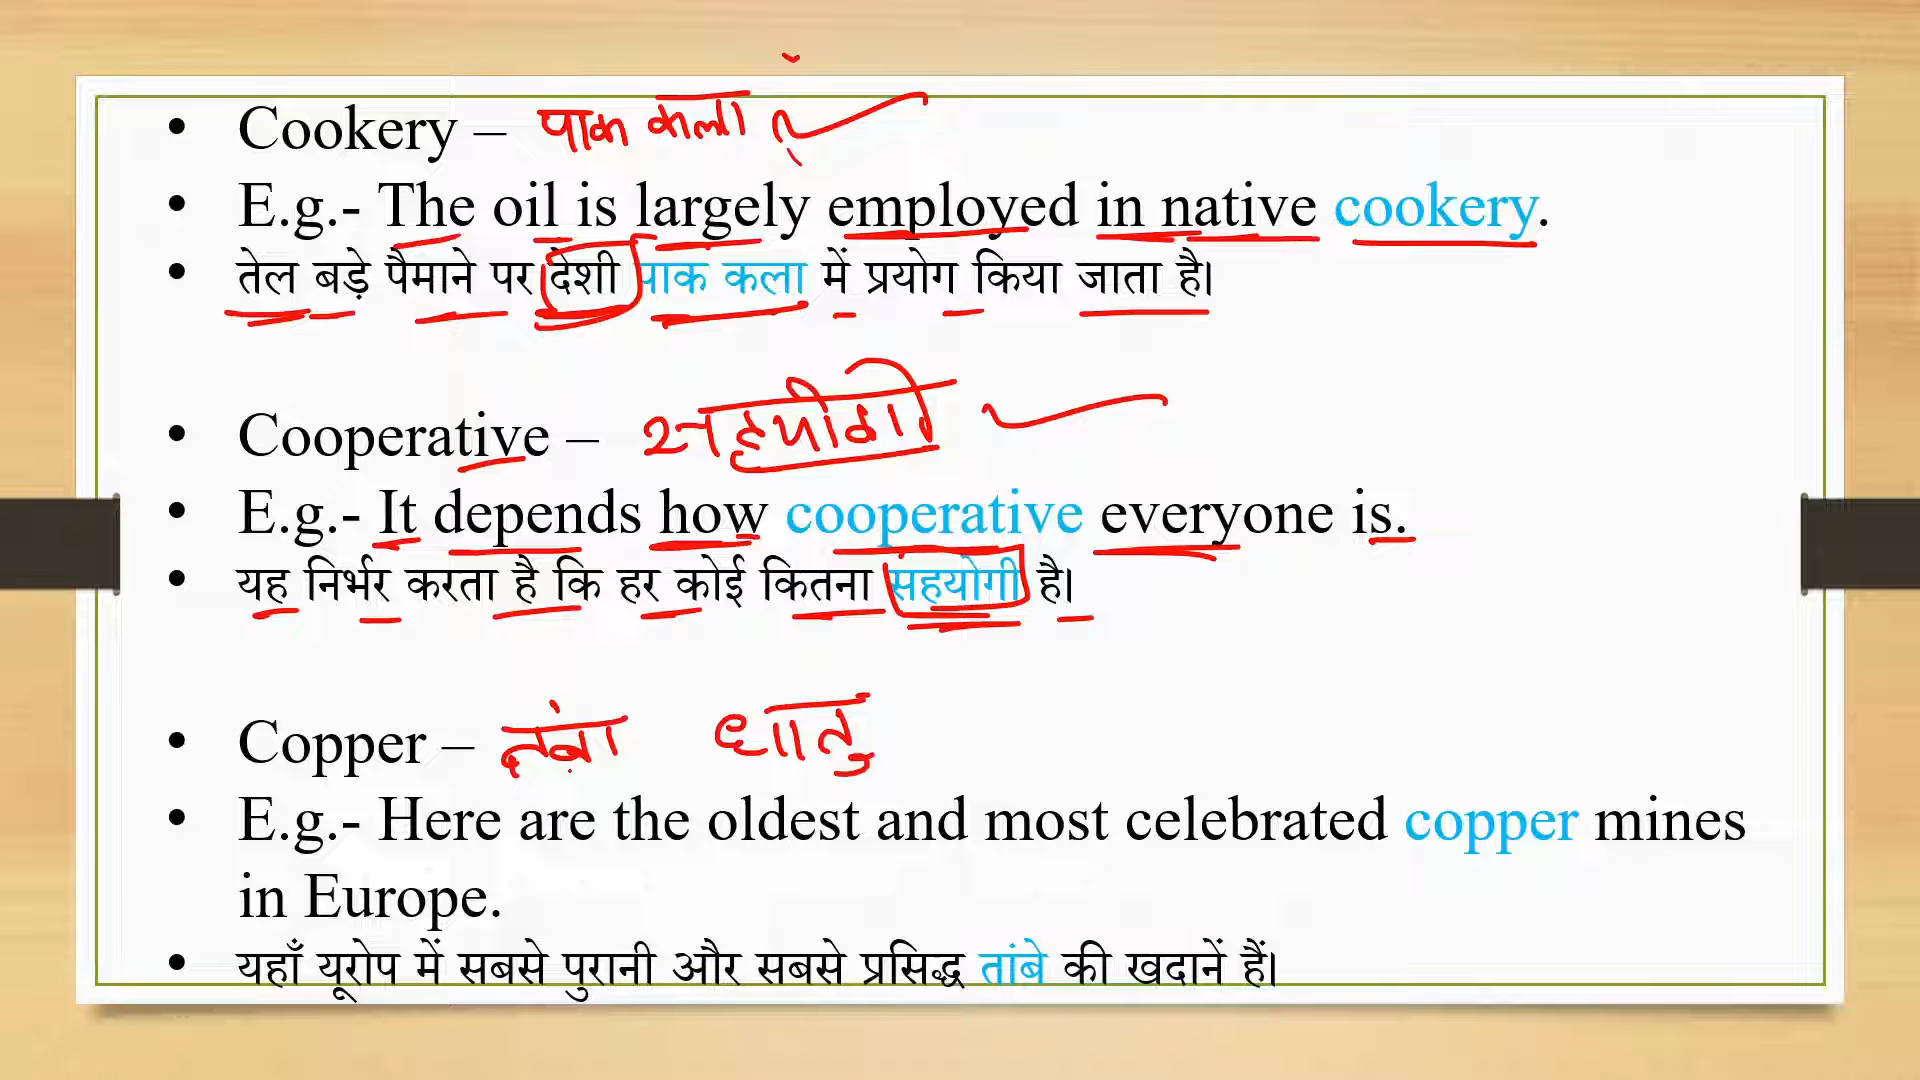 • Cookery – पाक कला
• E.g.- The oil is largely employed in native cookery.
• तेल बड़े पैमाने पर देशी पाक कला में प्रयोग किया जाता है।
• Cooperative – सहयोगी
• E.g.- It depends how cooperative everyone is.
• यह निर्भर करता है कि हर कोई कितना सहयोगी है।
• Copper – तांबा धातु
• E.g.- Here are the oldest and most celebrated copper mines
in Europe.
• यहाँ यूरोप में सबसे पुरानी और सबसे प्रसिद्ध तांबे की खदानें हैं।